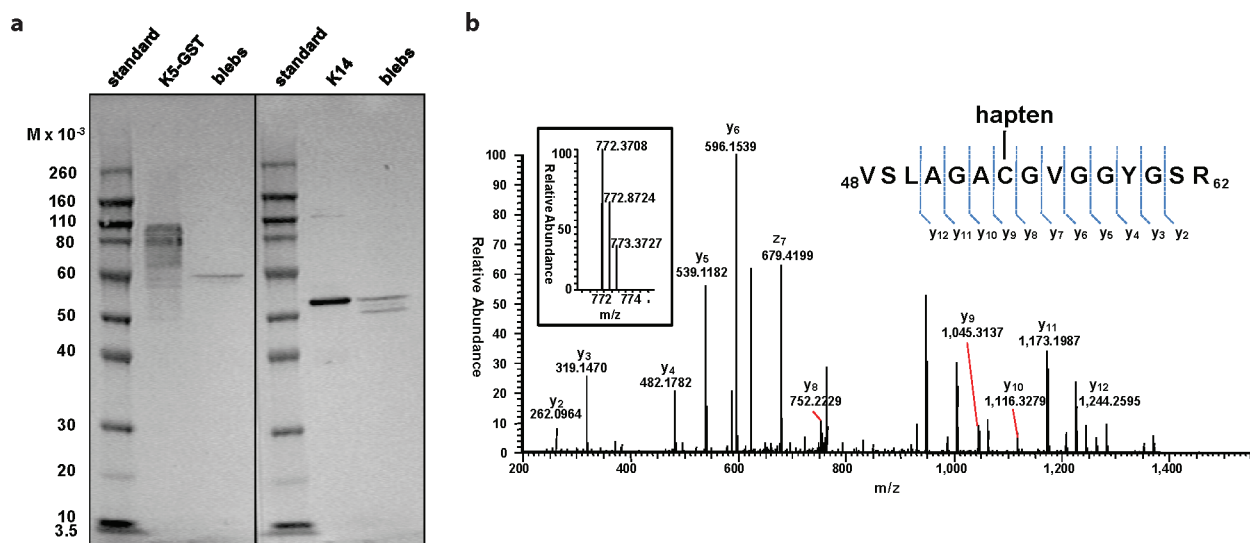 a
standard
K5-GST
blebs
standard
K14
blebs
M x 10-3
260
160
110
80
60
50
40
30
20
10
3.5
b
Relative Abundance
100
90
80
70
60
50
40
30
20
10
0
200
400
600
800
1,000
1,200
1,400
m/z
Relative Abundance
100
50
0
772.3708
772.8724
773.3727
772
774
m/z
y2
262.0964
y3
319.1470
y4
482.1782
y5
539.1182
y6
596.1539
z7
679.4199
y8
752.2229
y9
1,045.3137
y10
1,116.3279
y11
1,173.1987
y12
1,244.2595
hapten
48 V S L A G A C G V G G Y G S R 62
y12 y11 y10 y9 y8 y7 y6 y5 y4 y3 y2